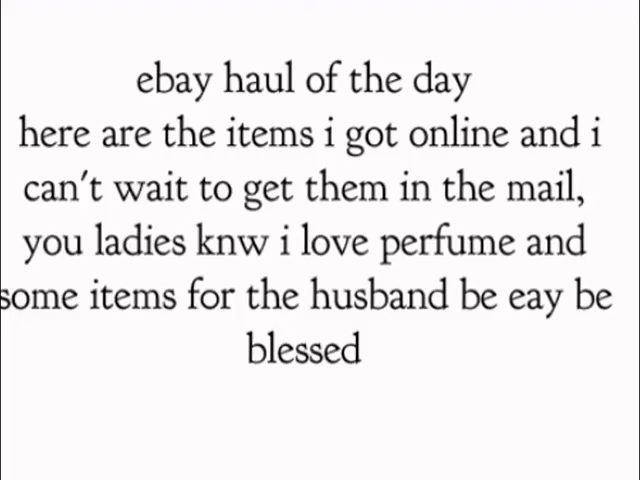 ebay haul of the day
here are the items i got online and i
can't wait to get them in the mail,
you ladies knw i love perfume and
some items for the husband be eay be
blessed